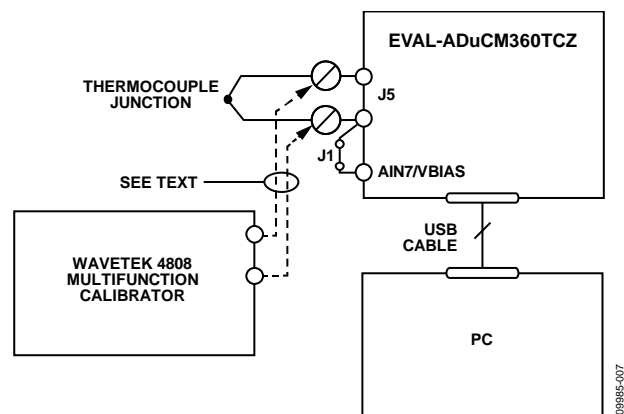 EVAL-ADuCM360TCZ
THERMOCOUPLE
JUNCTION
J5
J1
AIN7/VBIAS
SEE TEXT
USB
CABLE
WAVETEK 4808
MULTIFUNCTION
CALIBRATOR
PC
09985-007